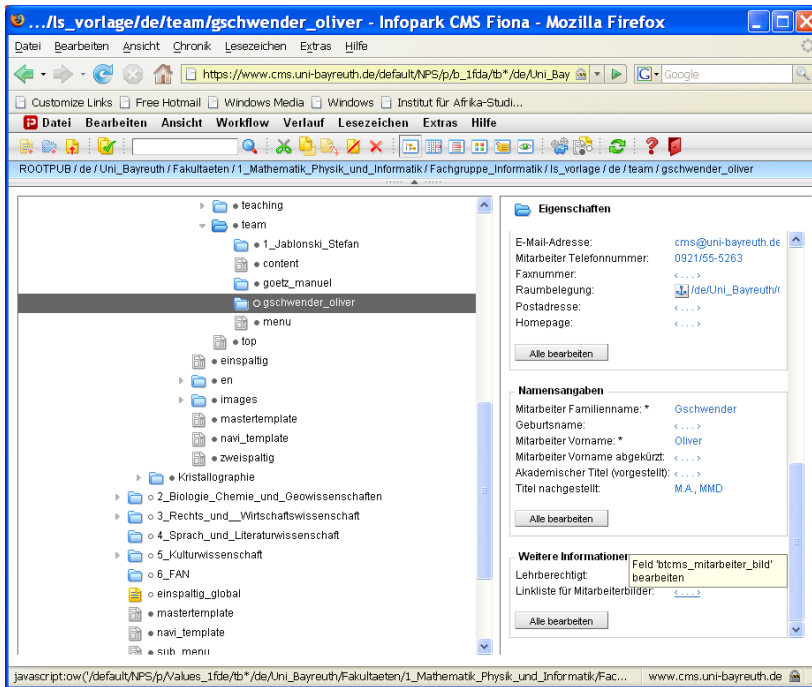 .../ls_vorlage/de/team/gschwender_oliver - Infopark CMS Fiona - Mozilla Firefox
Datei Bearbeiten Ansicht Chronik Lesezeichen Extras Hilfe
https://www.cms.uni-bayreuth.de/default/NPS/p/b_1fda/tb*/de/Uni_Bay
G Google
Customize Links Free Hotmail Windows Media Windows Institut für Afrika-Studi...
Datei Bearbeiten Ansicht Workflow Verlauf Lesezeichen Extras Hilfe
ROOTPUB / de / Uni_Bayreuth / Fakultaeten / 1_Mathematik_Physik_und_Informatik / Fachgruppe_Informatik / ls_vorlage / de / team / gschwender_oliver
teaching
team
1_Jablonski_Stefan
content
goetz_manuel
gschwender_oliver
menu
top
einspaltig
en
images
mastertemplate
navi_template
zweispaltig
Kristallographie
2_Biologie_Chemie_und_Geowissenschaften
3_Rechts_und__Wirtschaftswissenschaft
4_Sprach_und_Literaturwissenschaft
5_Kulturwissenschaft
6_FAN
einspaltig_global
mastertemplate
navi_template
sub_menu
Eigenschaften
E-Mail-Adresse: cms@uni-bayreuth.de
Mitarbeiter Telefonnummer: 0921/55-5263
Faxnummer: <...>
Raumbelegung: /de/Uni_Bayreuth/
Postadresse: <...>
Homepage: <...>
Alle bearbeiten
Namensangaben
Mitarbeiter Familienname: * Gschwender
Geburtsname: <...>
Mitarbeiter Vorname: * Oliver
Mitarbeiter Vorname abgekürzt: <...>
Akademischer Titel (vorgestellt): <...>
Titel nachgestellt: M.A., MMD
Alle bearbeiten
Weitere Informationen
Feld 'btcms_mitarbeiter_bild'
bearbeiten
Lehrberechtigt:
Linkliste für Mitarbeiterbilder: <...>
Alle bearbeiten
javascript:ow('/default/NPS/p/Values_1fde/tb*/de/Uni_Bayreuth/Fakultaeten/1_Mathematik_Physik_und_Informatik/Fac... www.cms.uni-bayreuth.de